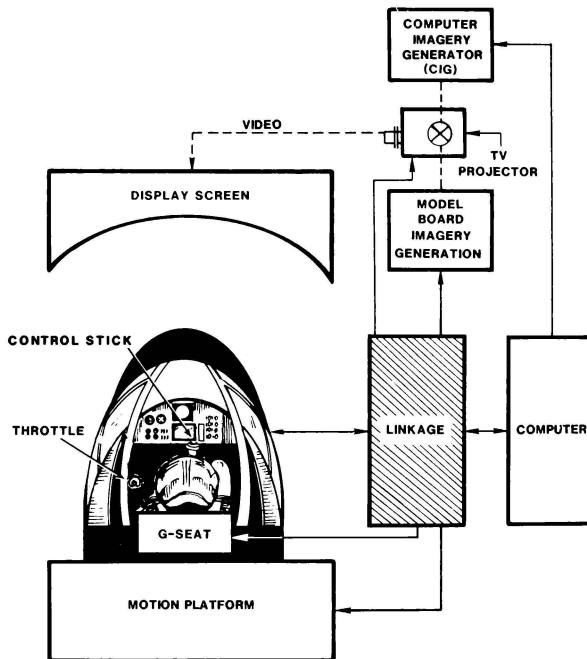 COMPUTER
IMAGERY
GENERATOR
(CIG)
VIDEO
TV
PROJECTOR
DISPLAY SCREEN
MODEL
BOARD
IMAGERY
GENERATION
CONTROL STICK
THROTTLE
LINKAGE
COMPUTER
G-SEAT
MOTION PLATFORM